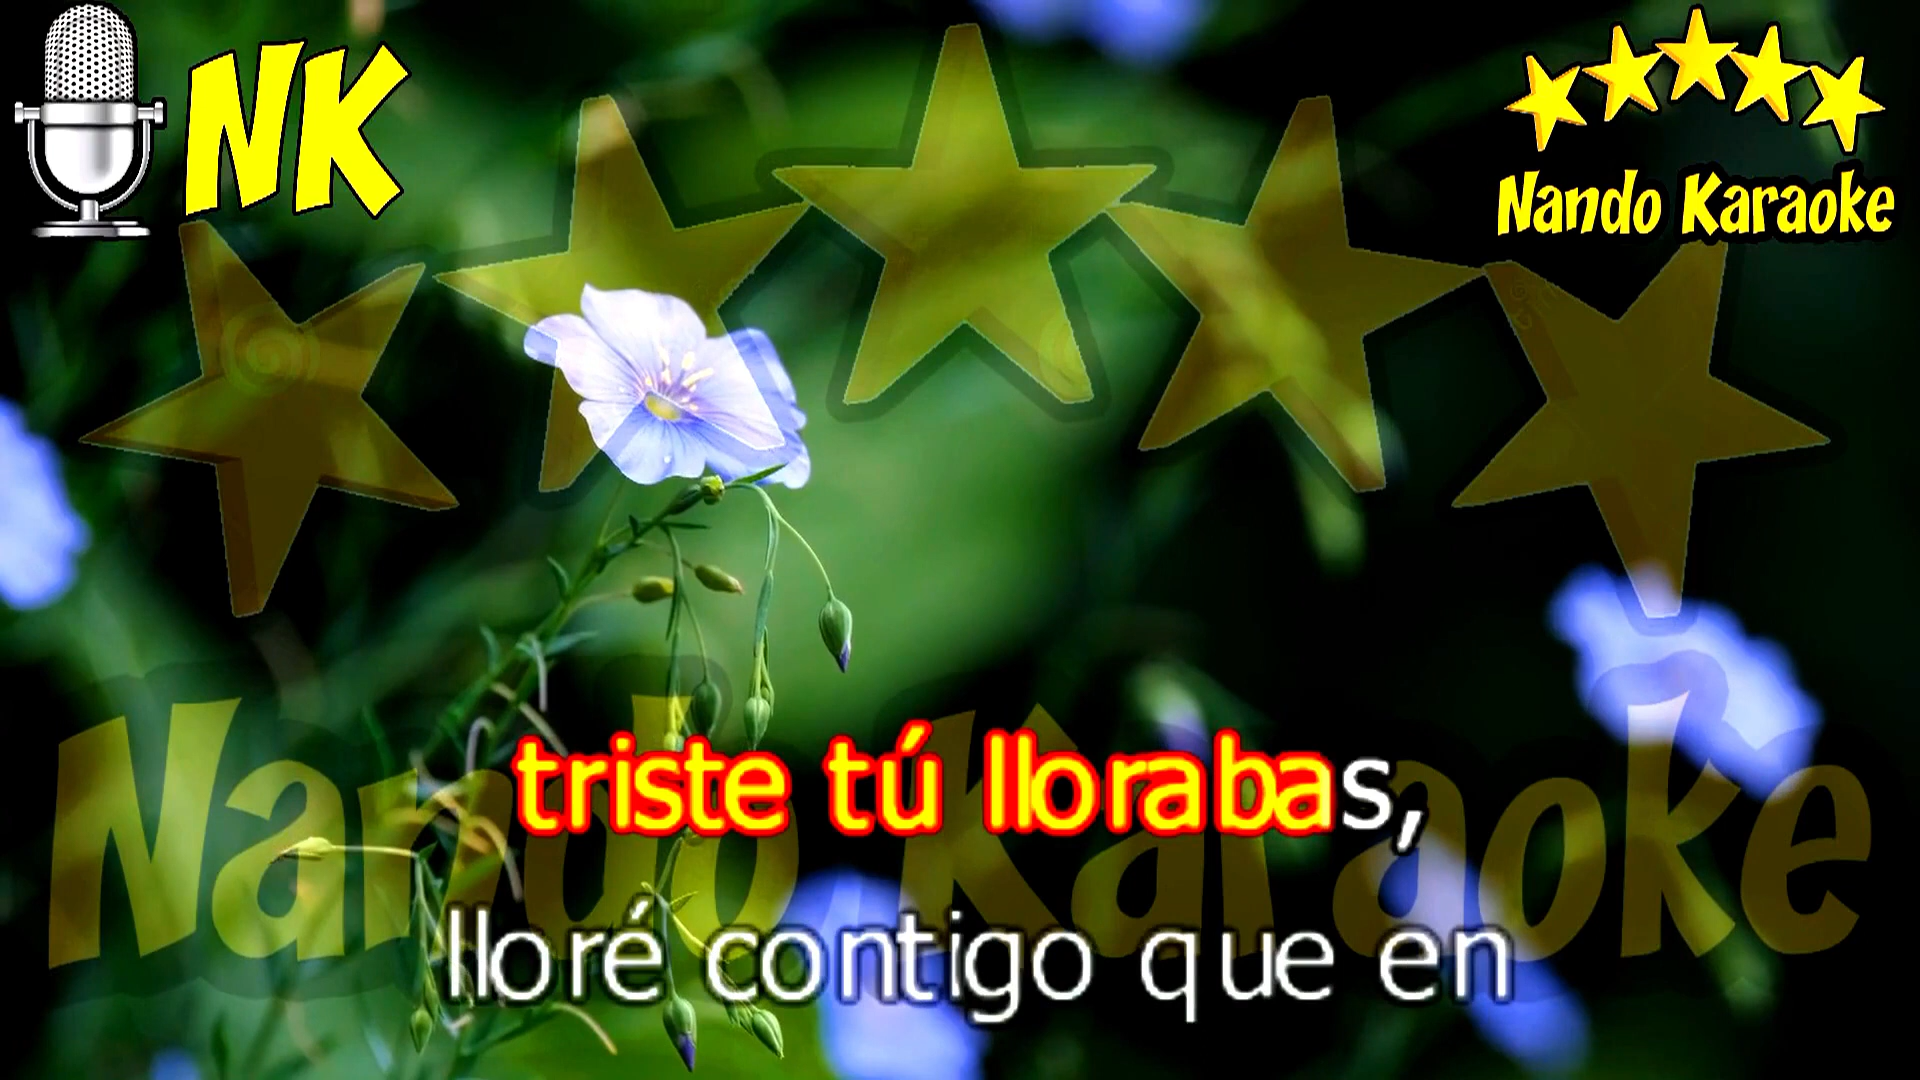 NK
Nando Karaoke
Nando Karaoke
triste tú llorabas,
lloré contigo que en